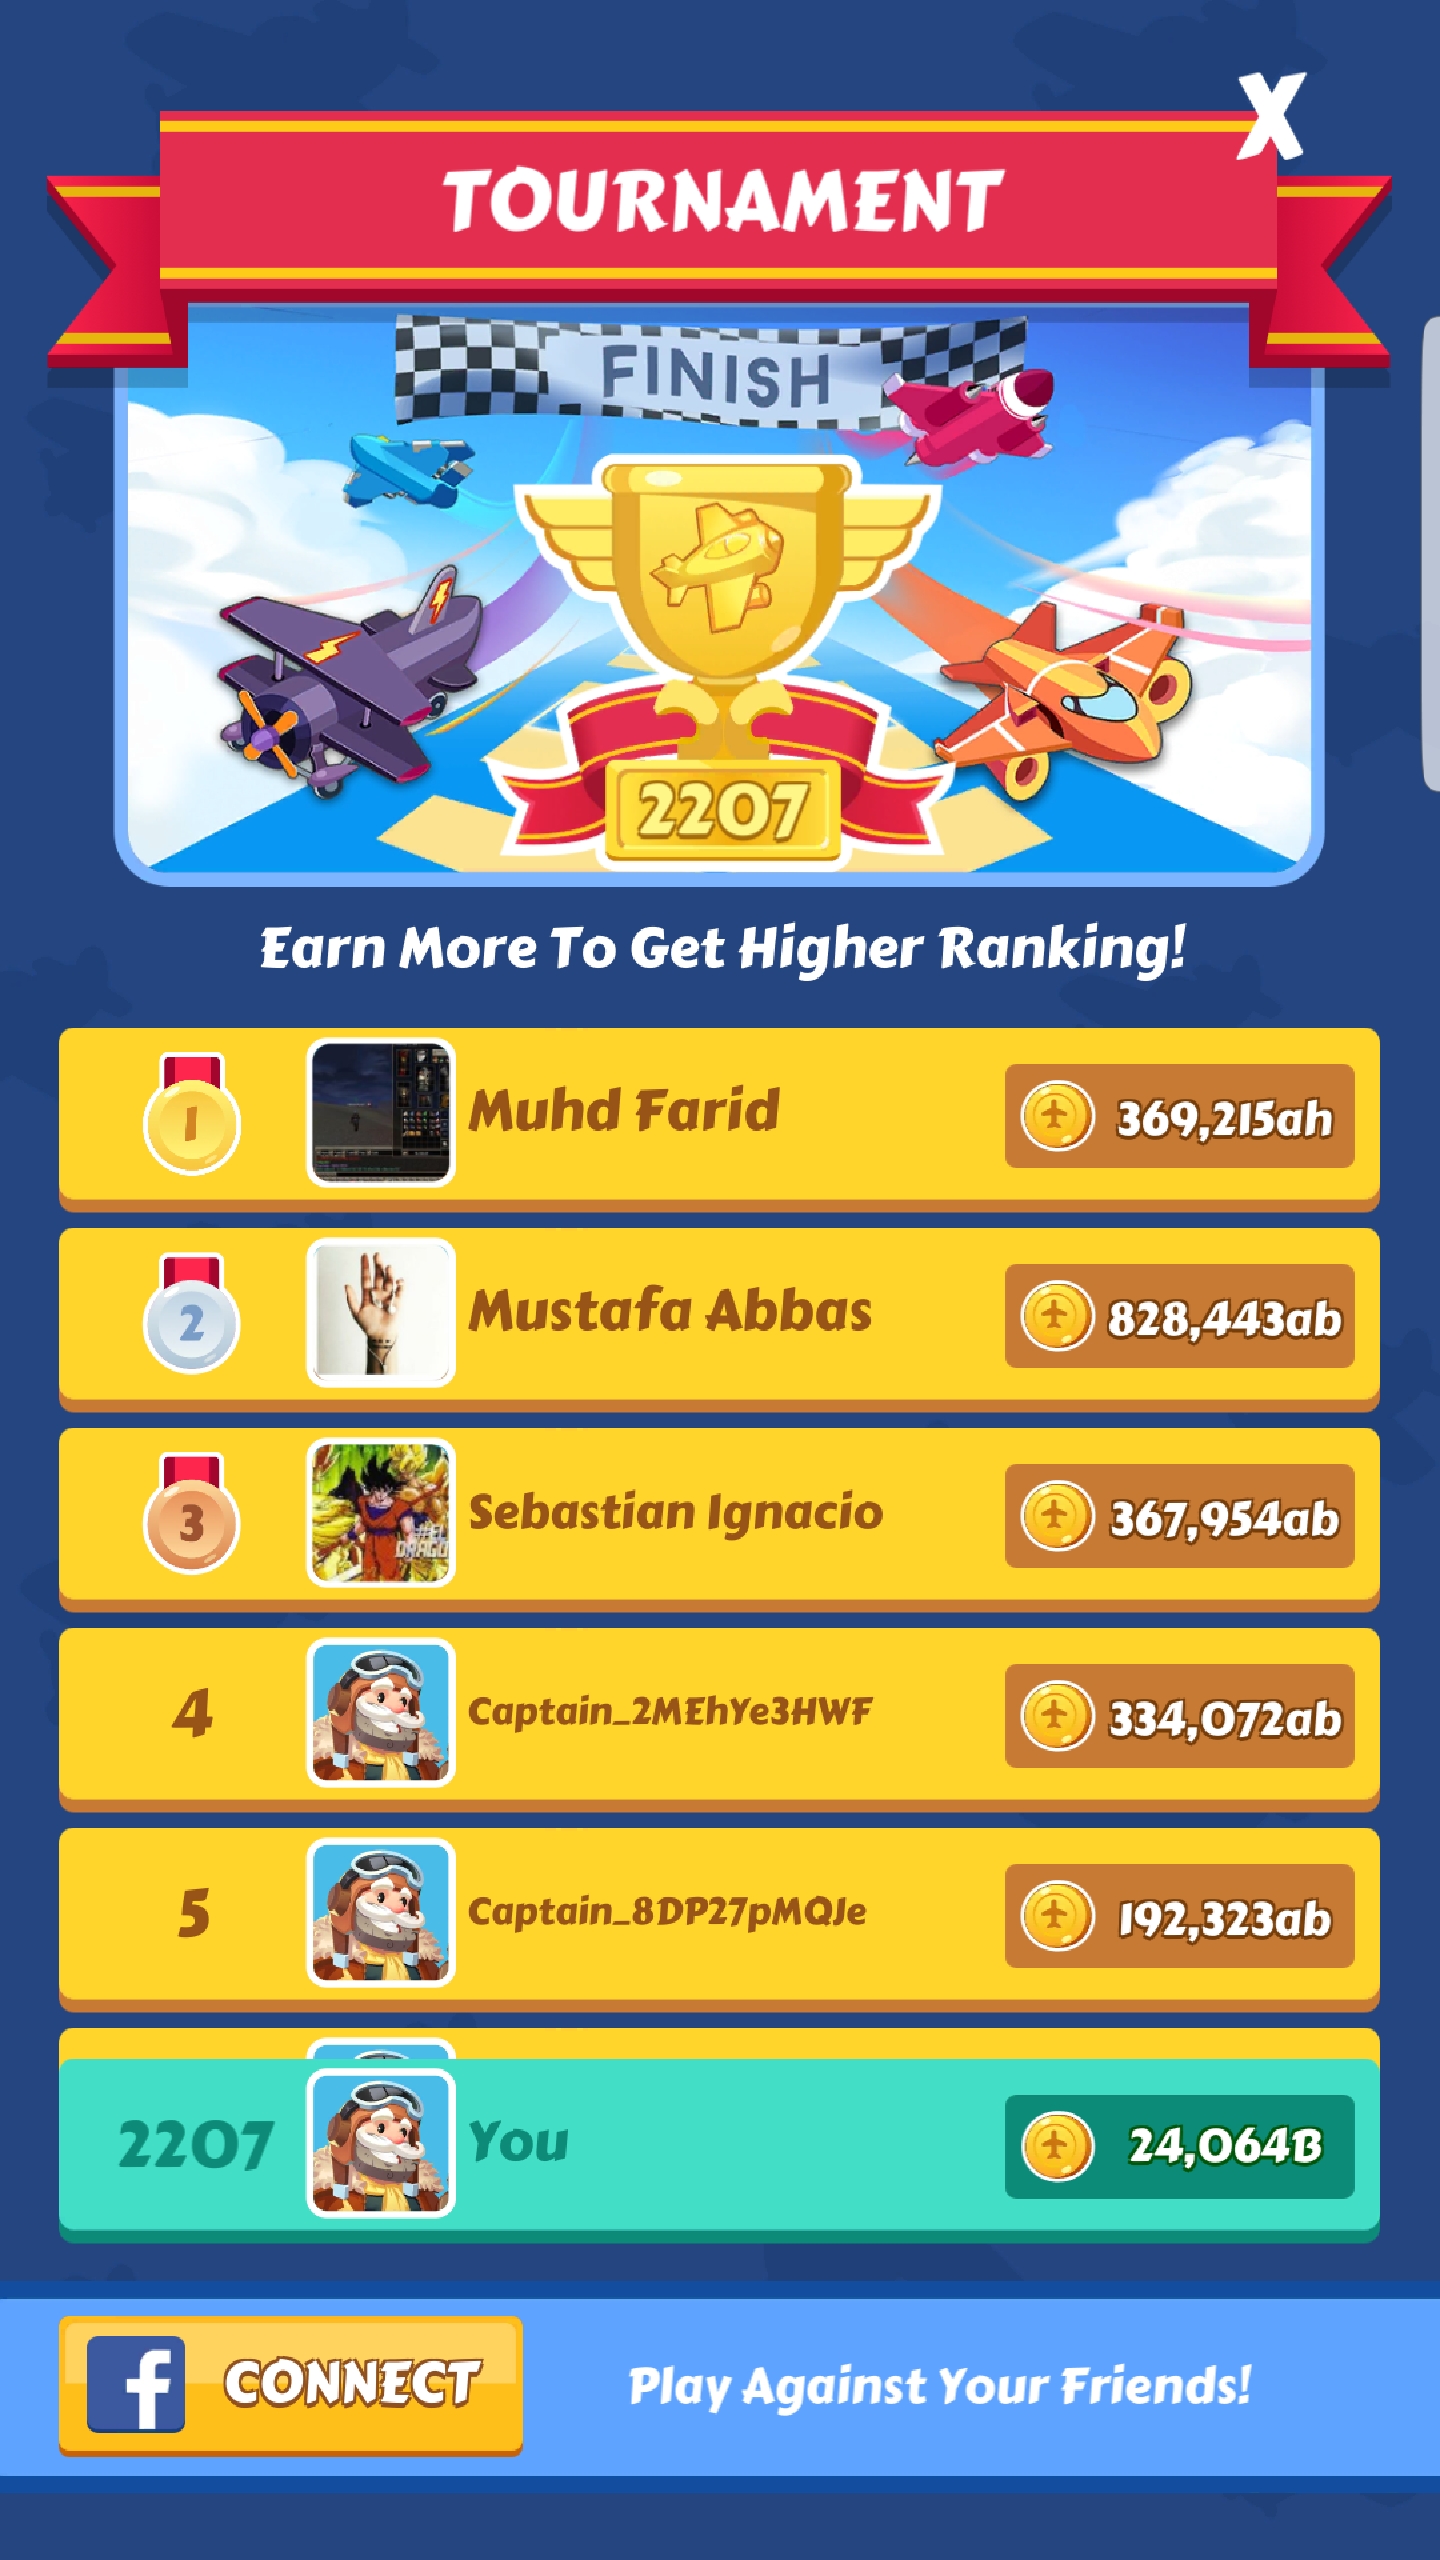 X
TOURNAMENT
FINISH
2207
Earn More To Get Higher Ranking!
1 Muhd Farid 369,215ah
2 Mustafa Abbas 828,443ab
3 Sebastian Ignacio 367,954ab
4 Captain_2MEhYe3HWF 334,072ab
5 Captain_8DP27pMQJe 192,323ab
2207 You 24,064B
f CONNECT Play Against Your Friends!